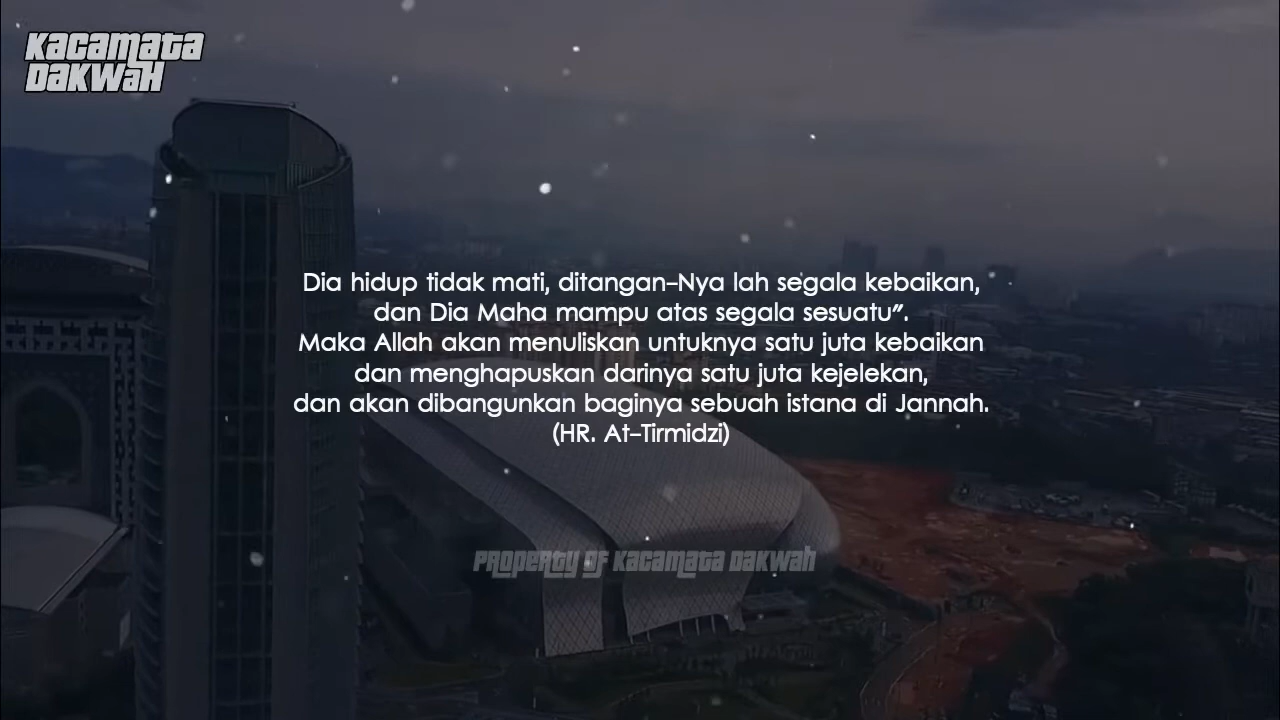 Kacamata
Dakwah
Dia hidup tidak mati, ditangan-Nya lah segala kebaikan,
dan Dia Maha mampu atas segala sesuatu”.
Maka Allah akan menuliskan untuknya satu juta kebaikan
dan menghapuskan darinya satu juta kejelekan,
dan akan dibangunkan baginya sebuah istana di Jannah.
(HR. At-Tirmidzi)
Property of Kacamata Dakwah